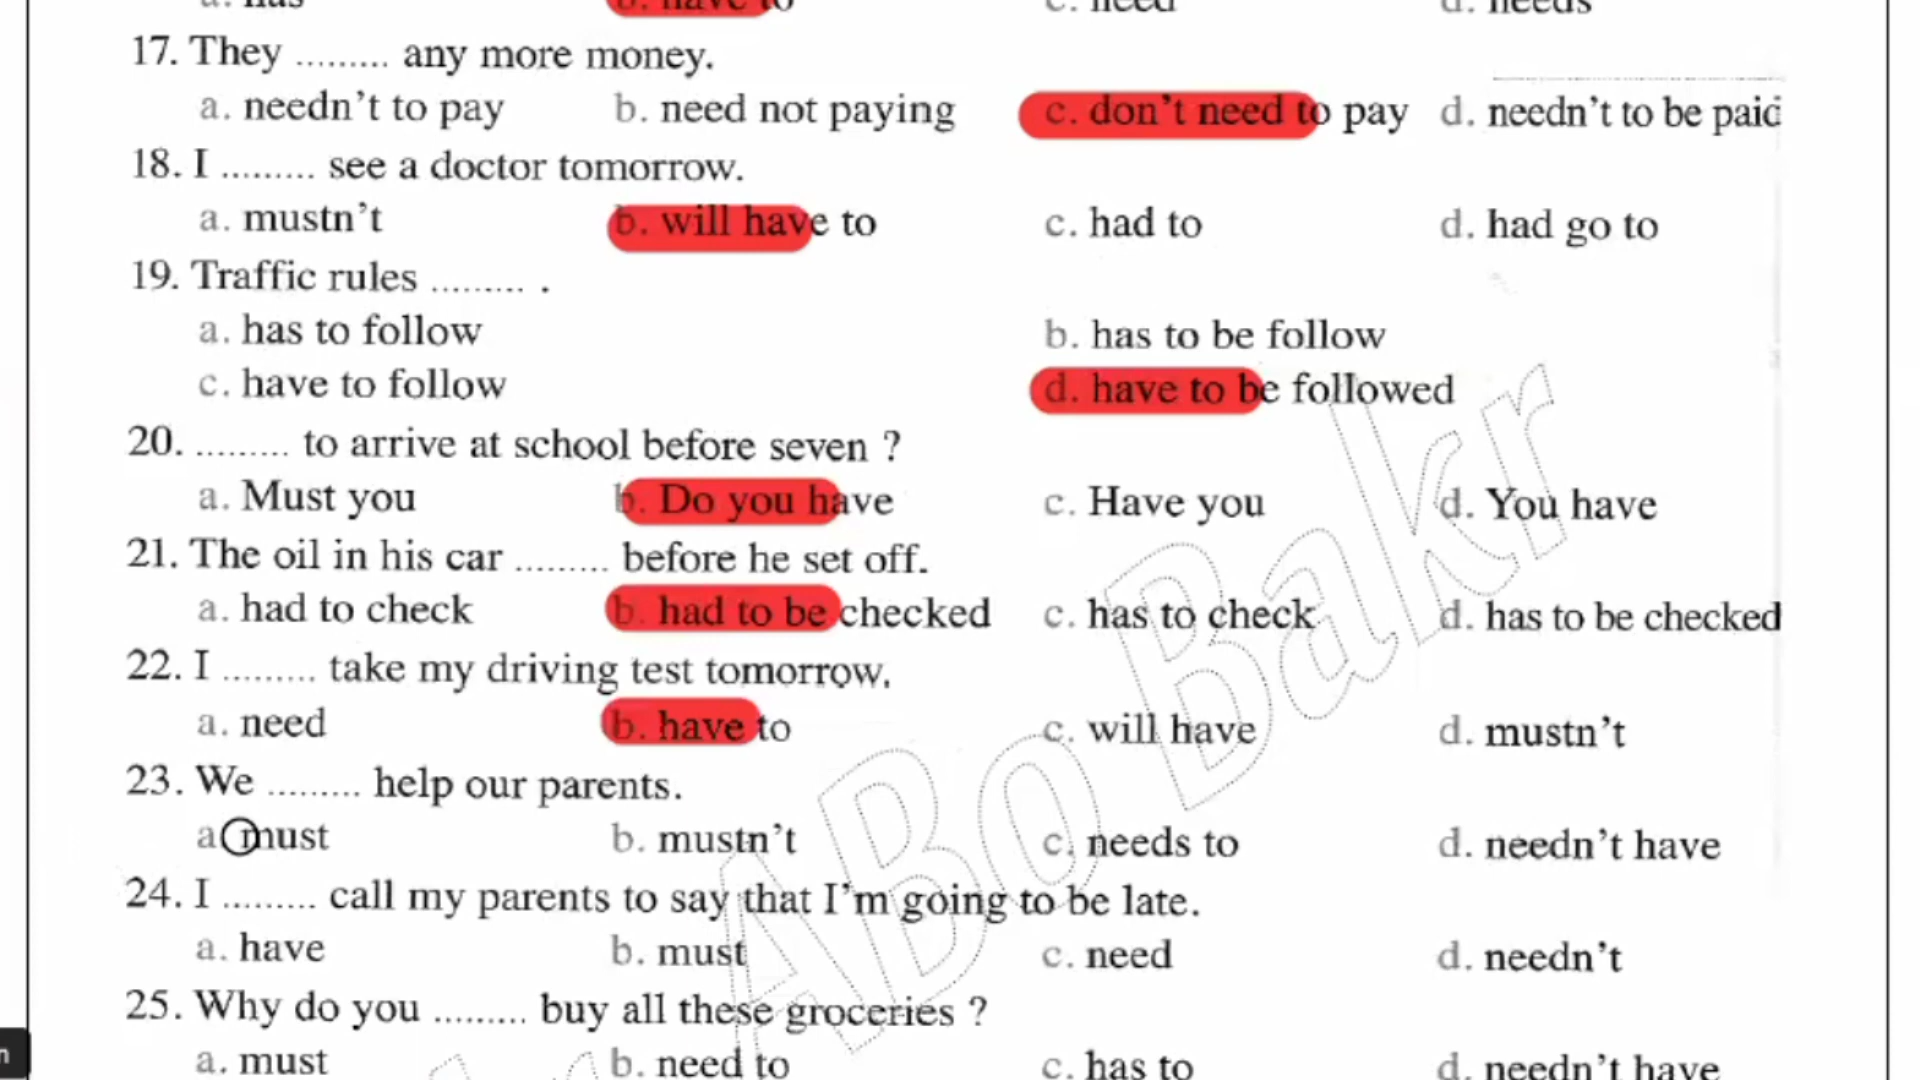 a. has b. have to c. need d. needs
17. They ......... any more money.
a. needn't to pay b. need not paying c. don't need to pay d. needn't to be paid
18. I ......... see a doctor tomorrow.
a. mustn't b. will have to c. had to d. had go to
19. Traffic rules ......... .
a. has to follow b. has to be follow
c. have to follow d. have to be followed
20. ......... to arrive at school before seven ?
a. Must you b. Do you have c. Have you d. You have
21. The oil in his car ......... before he set off.
a. had to check b. had to be checked c. has to check d. has to be checked
22. I ......... take my driving test tomorrow.
a. need b. have to c. will have d. mustn't
23. We ......... help our parents.
a must b. mustn't c. needs to d. needn't have
24. I ......... call my parents to say that I'm going to be late.
a. have b. must c. need d. needn't
25. Why do you ......... buy all these groceries ?
a. must b. need to c. has to d. needn't have
ABo Bakr